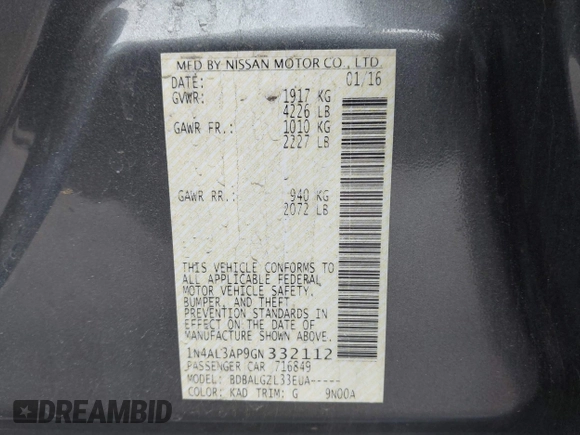 MFD BY NISSAN MOTOR CO., LTD.
DATE: 01/16
GVWR: 1917 KG
4226 LB
GAWR FR.: 1010 KG
2227 LB
GAWR RR.: 940 KG
2072 LB
THIS VEHICLE CONFORMS TO
ALL APPLICABLE FEDERAL
MOTOR VEHICLE SAFETY,
BUMPER, AND THEFT
PREVENTION STANDARDS IN
EFFECT ON THE DATE OF
MANUFACTURE SHOWN ABOVE.
1N4AL3AP9GN332112
PASSENGER CAR 716849
MODEL: BDBALGZL33EUA-----
COLOR: KAD TRIM: G 9N00A
DREAMBID